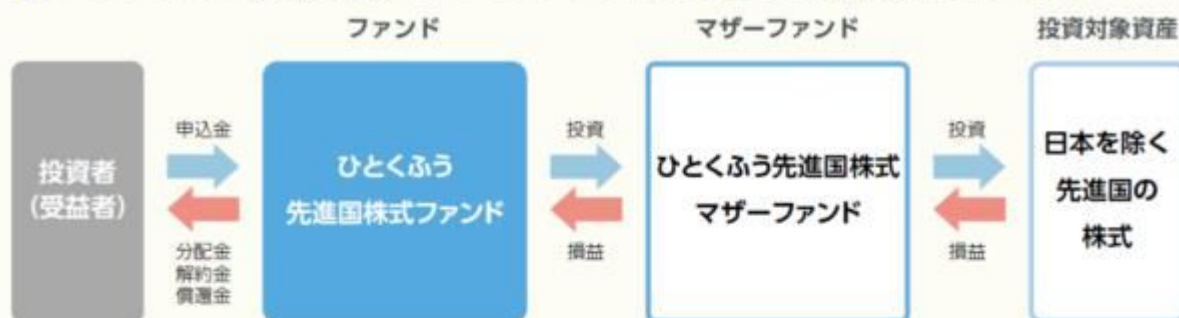 ファンド
マザーファンド
投資対象資産
投資者
(受益者)
申込金
分配金
解約金
償還金
ひとくふう
先進国株式ファンド
投資
損益
ひとくふう先進国株式
マザーファンド
投資
損益
日本を除く
先進国の
株式